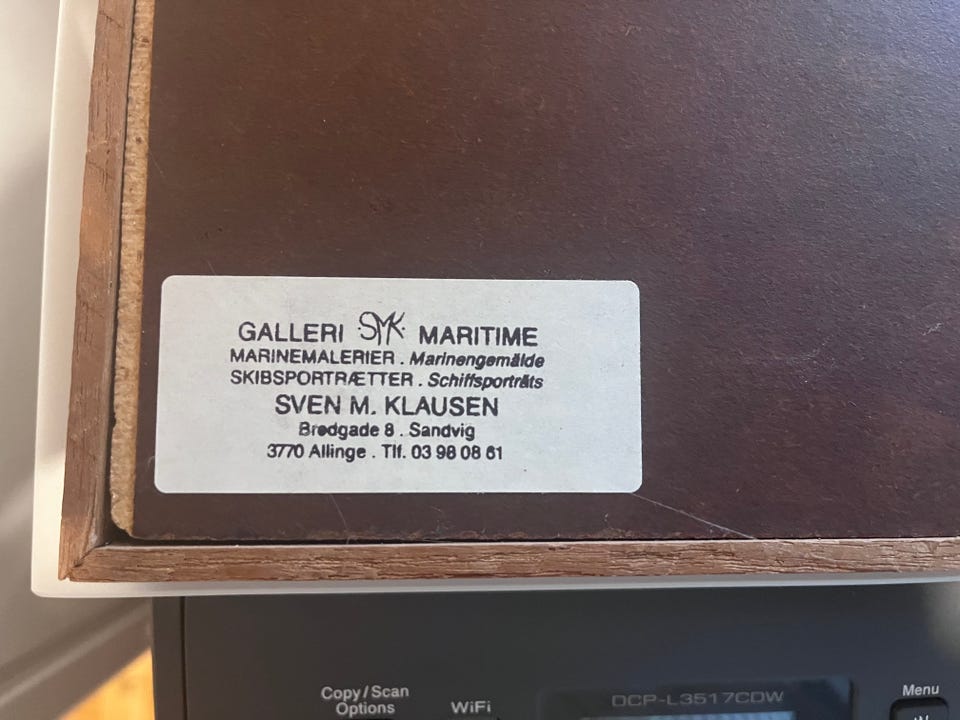 GALLERI SMK MARITIME
MARINEMALERIER . Marinengemälde
SKIBSPORTRÆTTER . Schiffsporträts
SVEN M. KLAUSEN
Bredgade 8 . Sandvig
3770 Allinge . Tlf. 03 98 08 61
Copy/Scan
Options
WiFi
DCP-L3517CDW
Menu